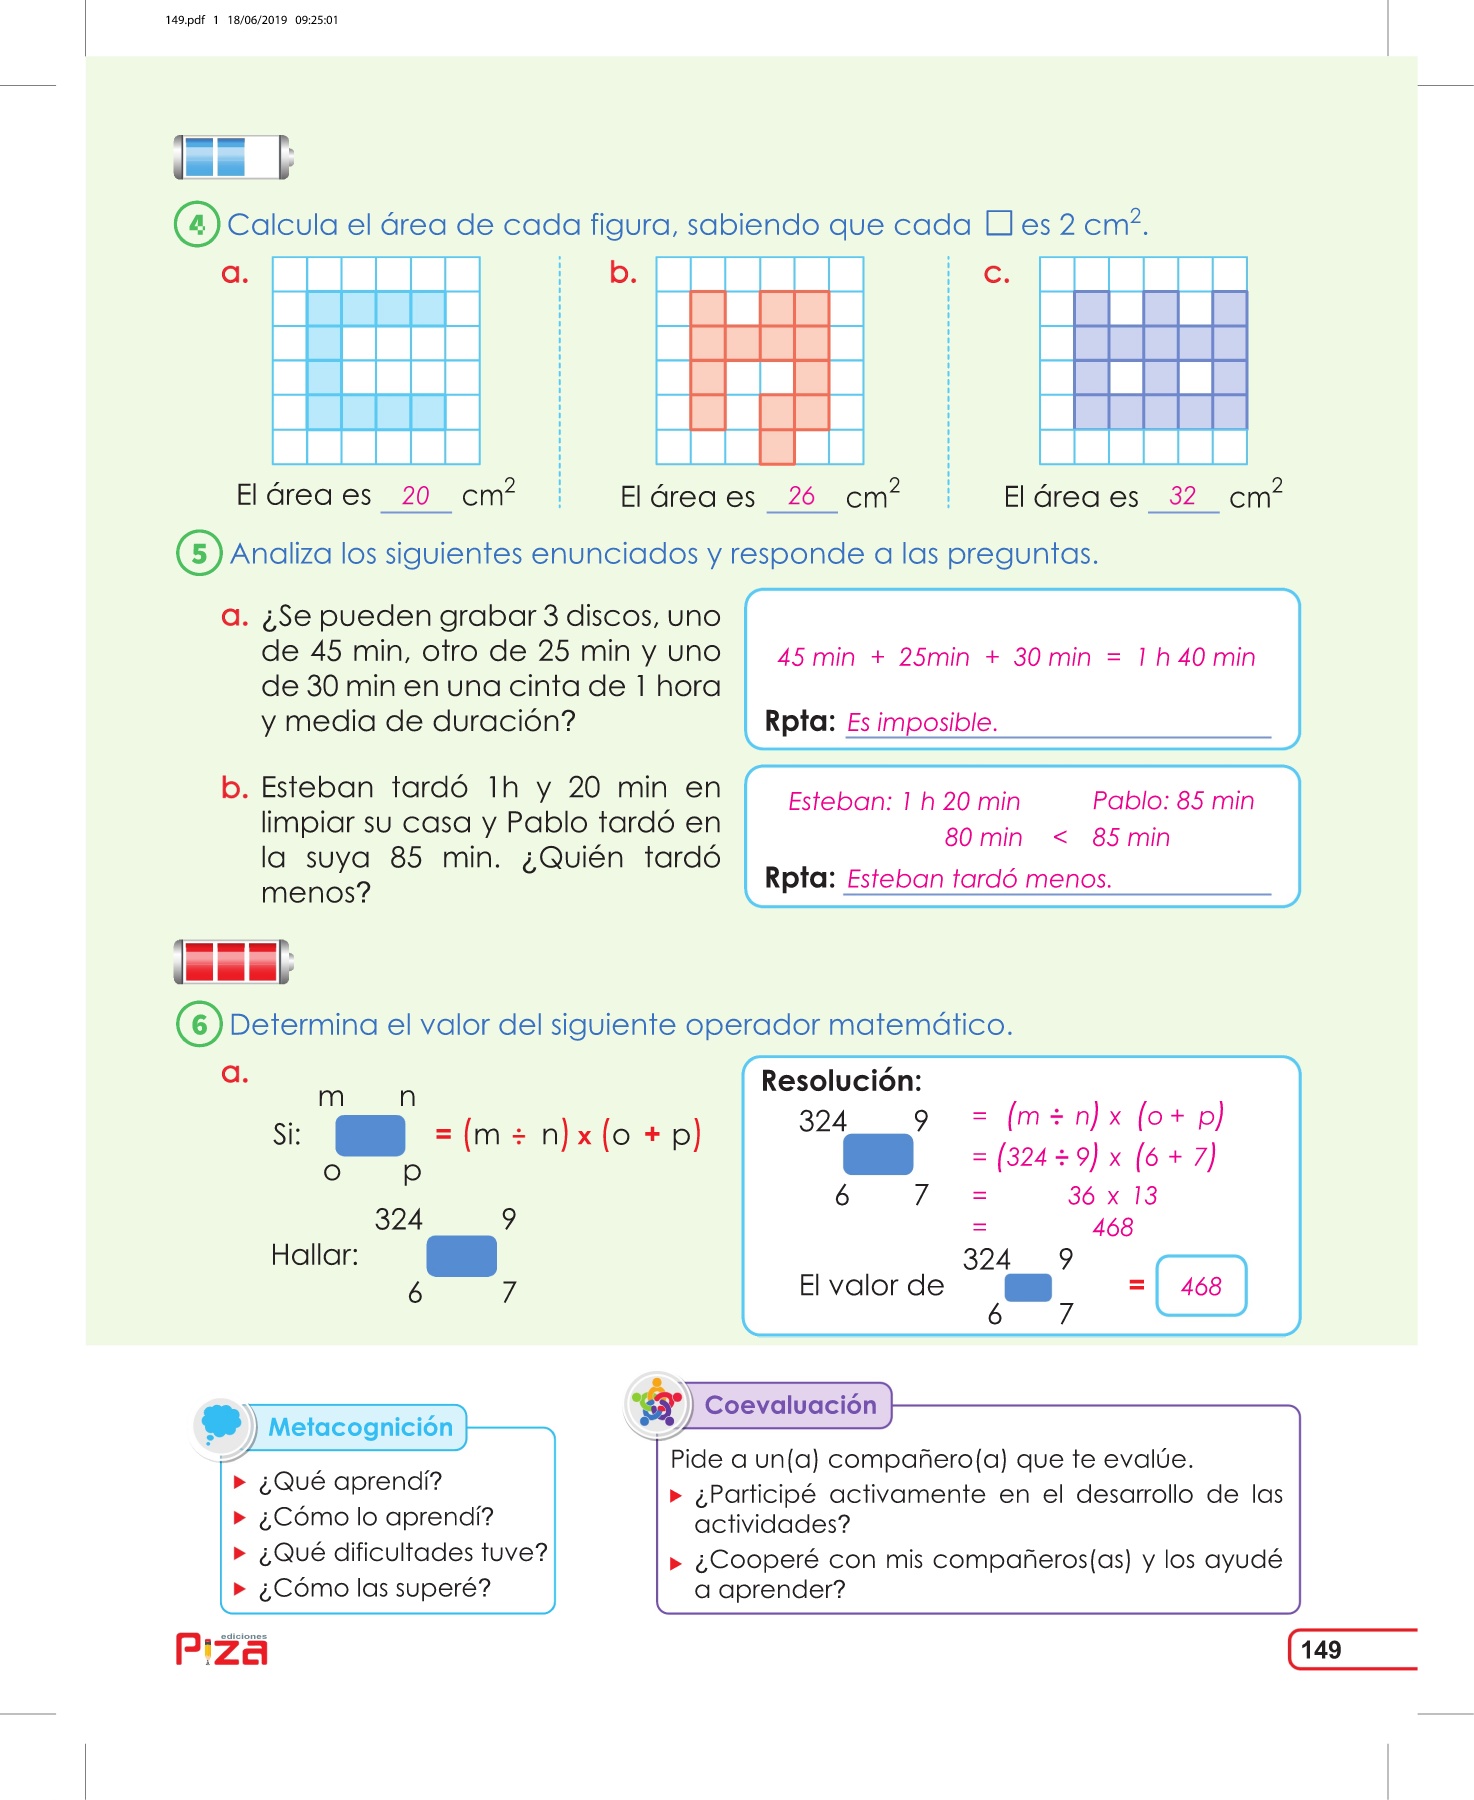 149.pdf 1 18/06/2019 09:25:01
4 Calcula el área de cada figura, sabiendo que cada □ es 2 cm².
a.
b.
c.
El área es 20 cm²
El área es 26 cm²
El área es 32 cm²
5 Analiza los siguientes enunciados y responde a las preguntas.
a. ¿Se pueden grabar 3 discos, uno
de 45 min, otro de 25 min y uno
de 30 min en una cinta de 1 hora
y media de duración?
45 min + 25min + 30 min = 1 h 40 min
Rpta: Es imposible.
b. Esteban tardó 1h y 20 min en
limpiar su casa y Pablo tardó en
la suya 85 min. ¿Quién tardó
menos?
Esteban: 1 h 20 min Pablo: 85 min
80 min < 85 min
Rpta: Esteban tardó menos.
6 Determina el valor del siguiente operador matemático.
a.
m n
Si: = (m ÷ n) x (o + p)
o p
324 9
Hallar:
6 7
Resolución:
324 9 = (m ÷ n) x (o + p)
= (324 ÷ 9) x (6 + 7)
6 7 = 36 x 13
= 468
324 9
El valor de = 468
6 7
Metacognición
¿Qué aprendí?
¿Cómo lo aprendí?
¿Qué dificultades tuve?
¿Cómo las superé?
Coevaluación
Pide a un(a) compañero(a) que te evalúe.
¿Participé activamente en el desarrollo de las
actividades?
¿Cooperé con mis compañeros(as) y los ayudé
a aprender?
ediciones
Piza
149